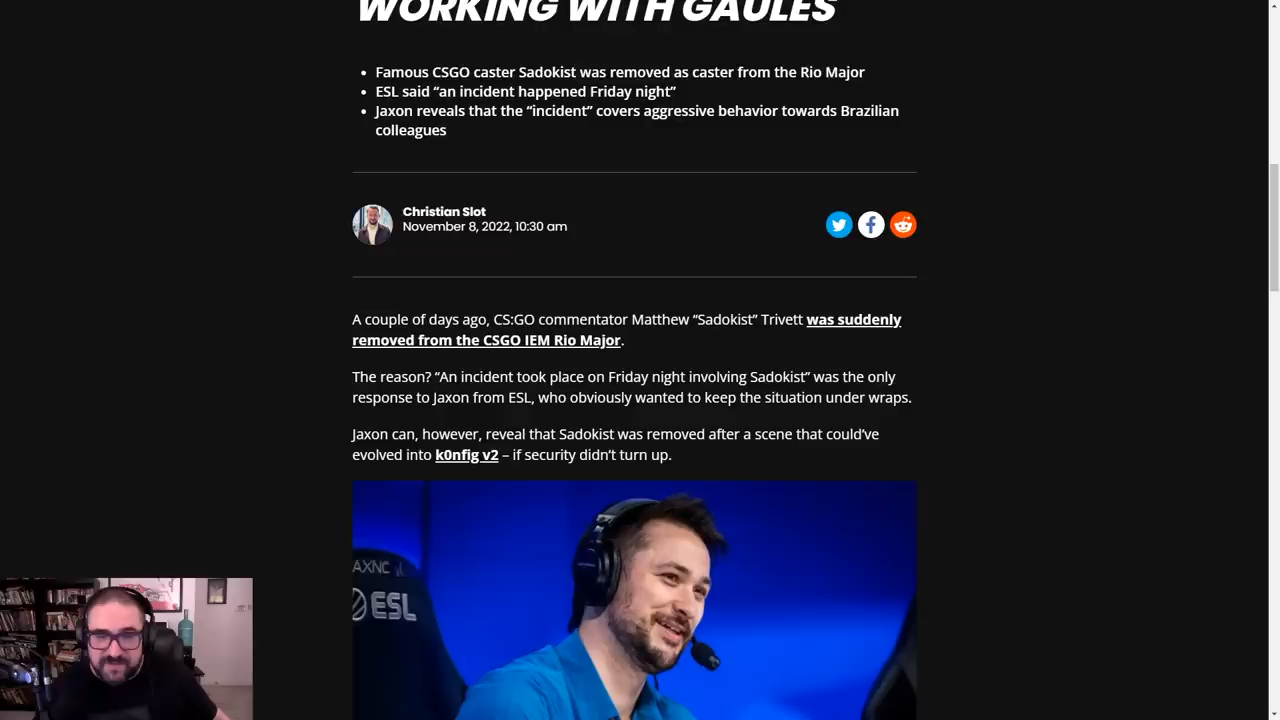 WORKING WITH GAULES
Famous CSGO caster Sadokist was removed as caster from the Rio Major
ESL said “an incident happened Friday night”
Jaxon reveals that the “incident” covers aggressive behavior towards Brazilian
colleagues
Christian Slot
November 8, 2022, 10:30 am
A couple of days ago, CS:GO commentator Matthew “Sadokist” Trivett was suddenly
removed from the CSGO IEM Rio Major.
The reason? “An incident took place on Friday night involving Sadokist” was the only
response to Jaxon from ESL, who obviously wanted to keep the situation under wraps.
Jaxon can, however, reveal that Sadokist was removed after a scene that could’ve
evolved into k0nfig v2 – if security didn’t turn up.
AXNC
ESL